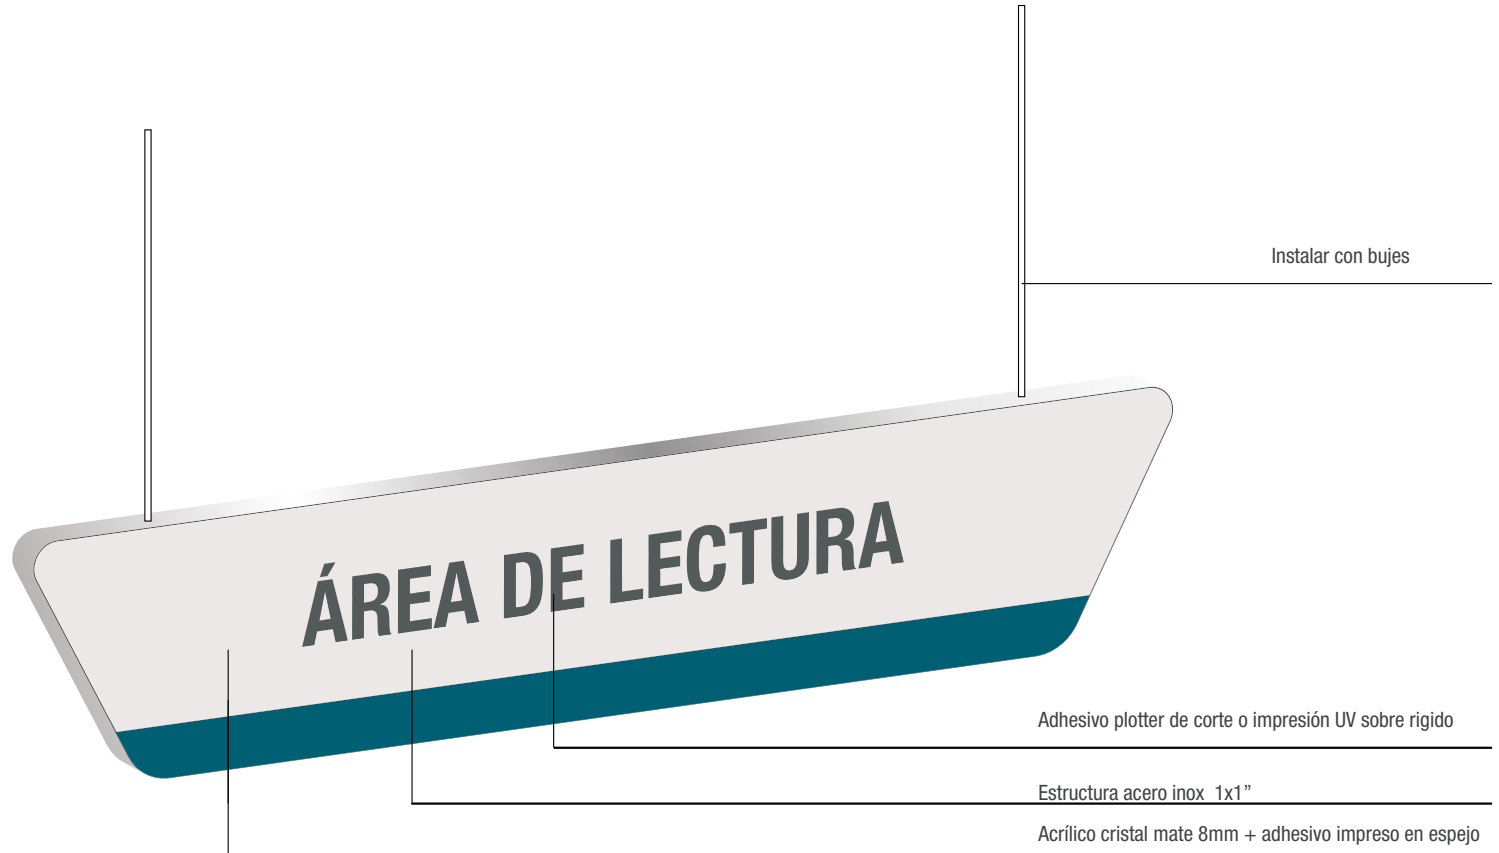 Instalar con bujes
ÁREA DE LECTURA
Adhesivo plotter de corte o impresión UV sobre rigido
Estructura acero inox 1x1”
Acrílico cristal mate 8mm + adhesivo impreso en espejo